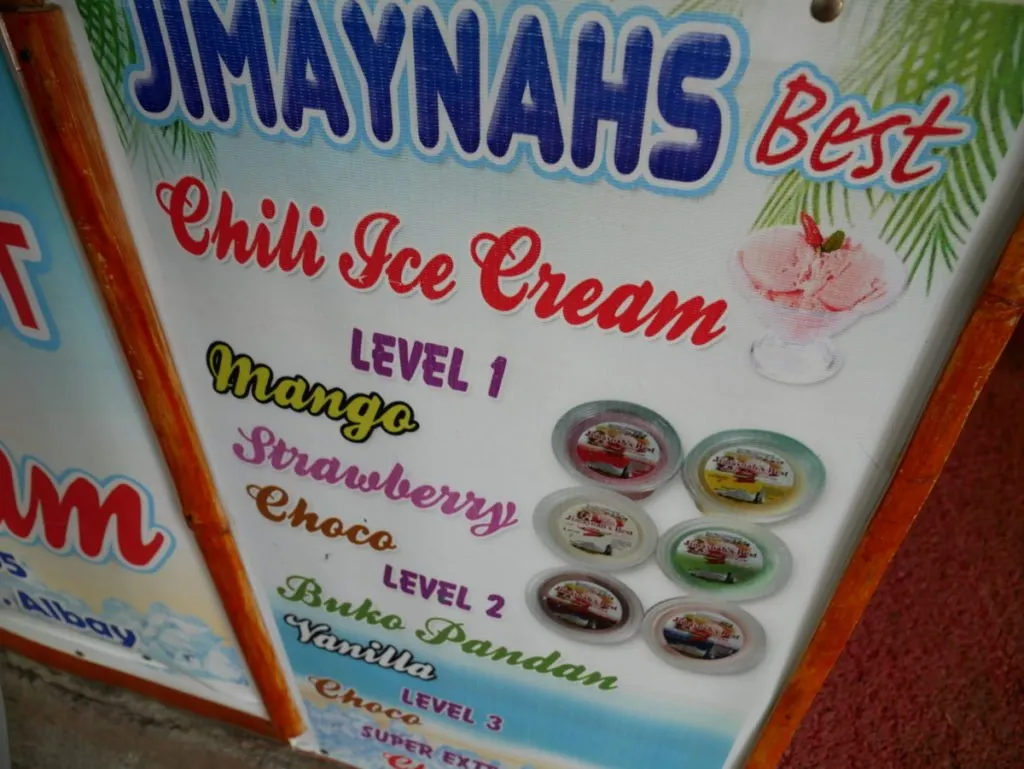 JIMAYNAHS Best
Chili Ice Cream
LEVEL 1
Mango
Strawberry
Choco
LEVEL 2
Buko Pandan
Vanilla
LEVEL 3
Choco
SUPER
Albay